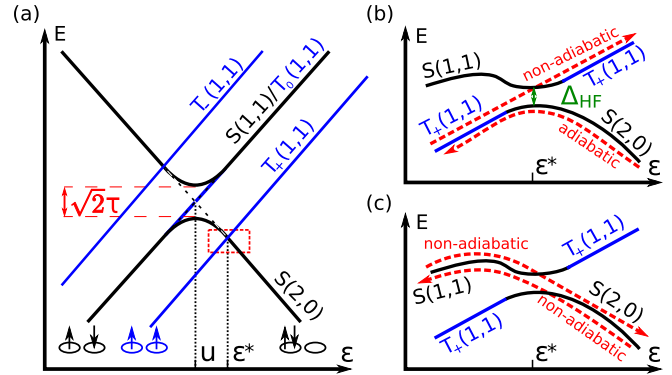 (a)
E
T₋(1,1)
S(1,1)/T₀(1,1)
T₊(1,1)
√2τ
S(2,0)
u
ε*
ε
(b)
E
S(1,1)
non-adiabatic
T₊(1,1)
T₊(1,1)
Δ_HF
S(2,0)
adiabatic
ε*
ε
(c)
E
non-adiabatic
T₊(1,1)
S(1,1)
S(2,0)
T₊(1,1)
non-adiabatic
ε*
ε